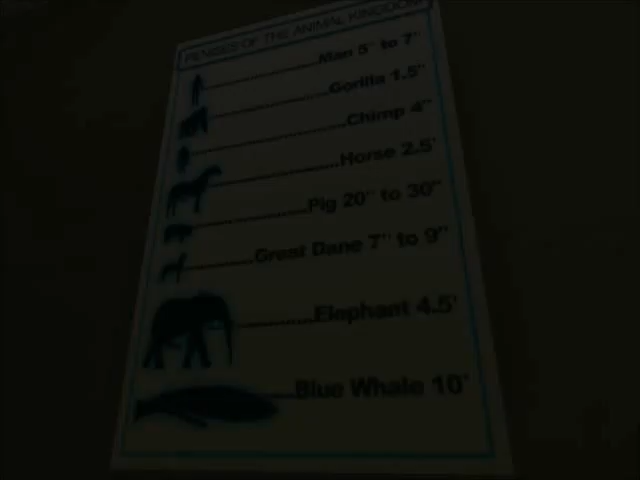 PENISES OF THE ANIMAL KINGDOM
Man 5" to 7"
Gorilla 1.5"
Chimp 4"
Horse 2.5'
Pig 20" to 30"
Great Dane 7" to 9"
Elephant 4.5'
Blue Whale 10'